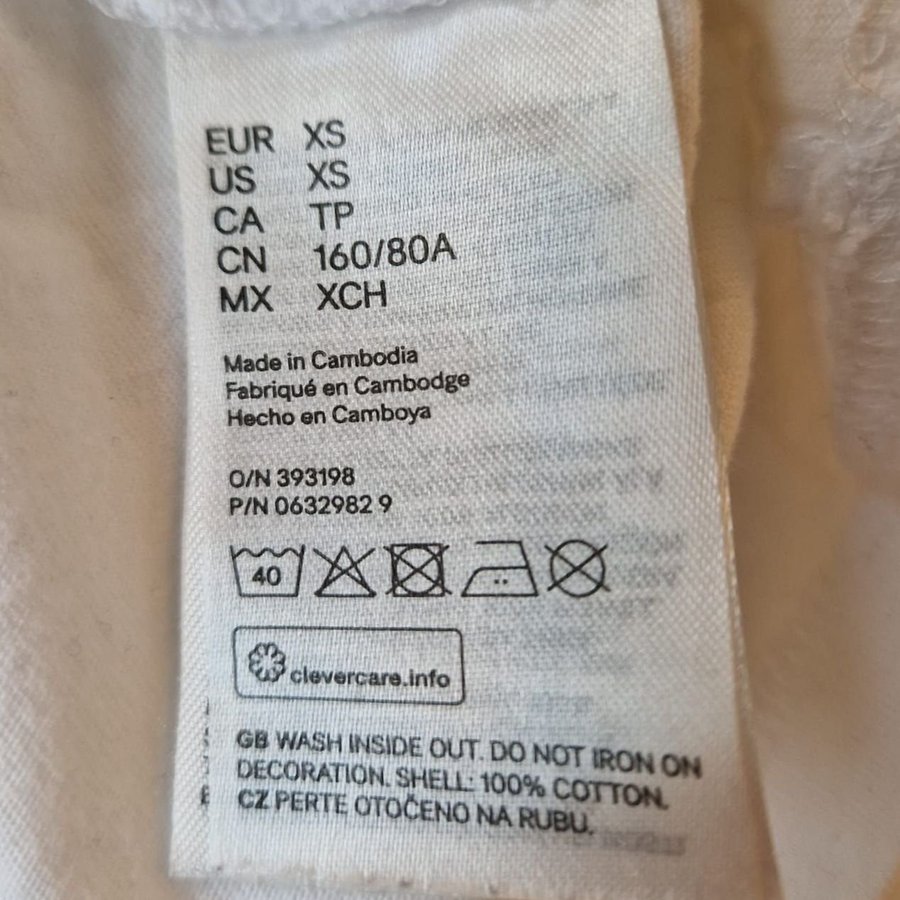 EUR XS
US XS
CA TP
CN 160/80A
MX XCH
Made in Cambodia
Fabriqué en Cambodge
Hecho en Camboya
O/N 393198
P/N 0632982 9
40
clevercare.info
GB WASH INSIDE OUT. DO NOT IRON ON
DECORATION. SHELL: 100% COTTON.
CZ PERTE OTOČENO NA RUBU.